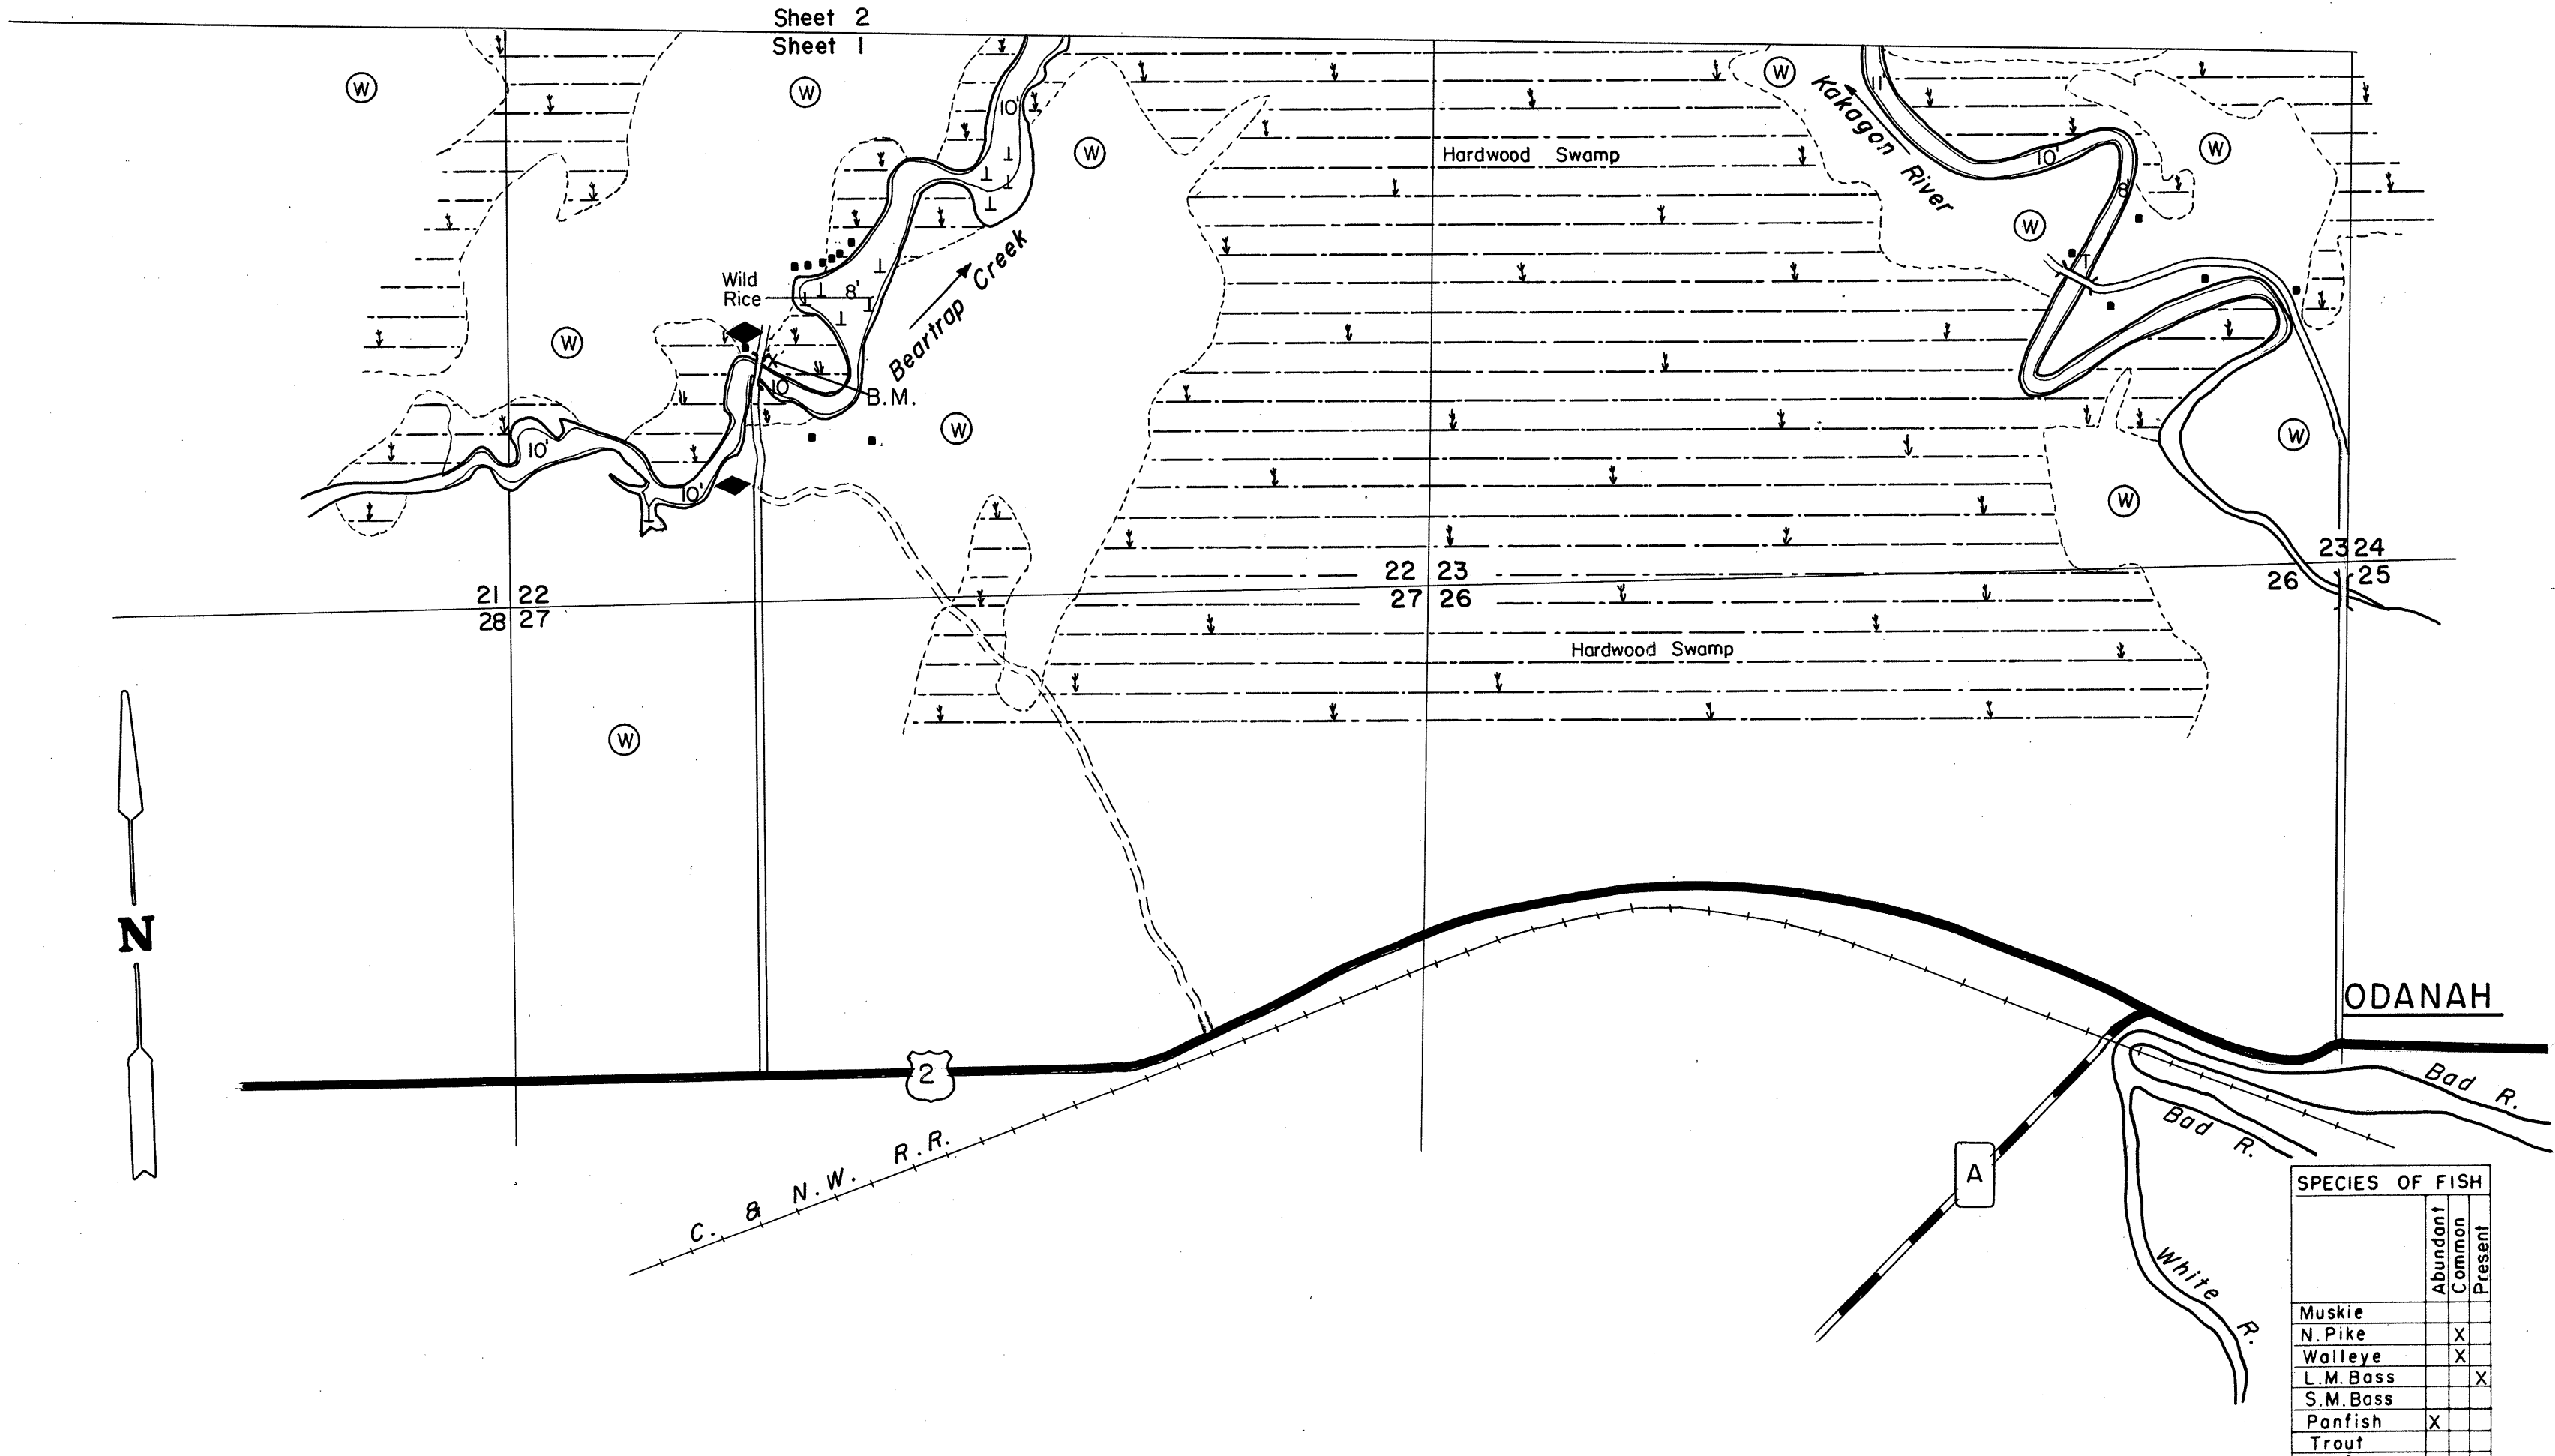 Sheet 2
Sheet 1
W
W
W
Kakagon River
11'
10'
W
Hardwood Swamp
10'
W
8
W
Wild
Rice
8'
Beartrap Creek
W
10
B.M.
W
W
10'
10'
W
23 24
26 25
22 23
27 26
21 22
28 27
Hardwood Swamp
W
N
ODANAH
2
Bad R.
Bad R.
C. & N.W. R.R.
A
White R.
SPECIES OF FISH
Abundant
Common
Present
Muskie
N. Pike X
Walleye X
L.M. Bass X
S.M. Bass
Panfish X
Trout